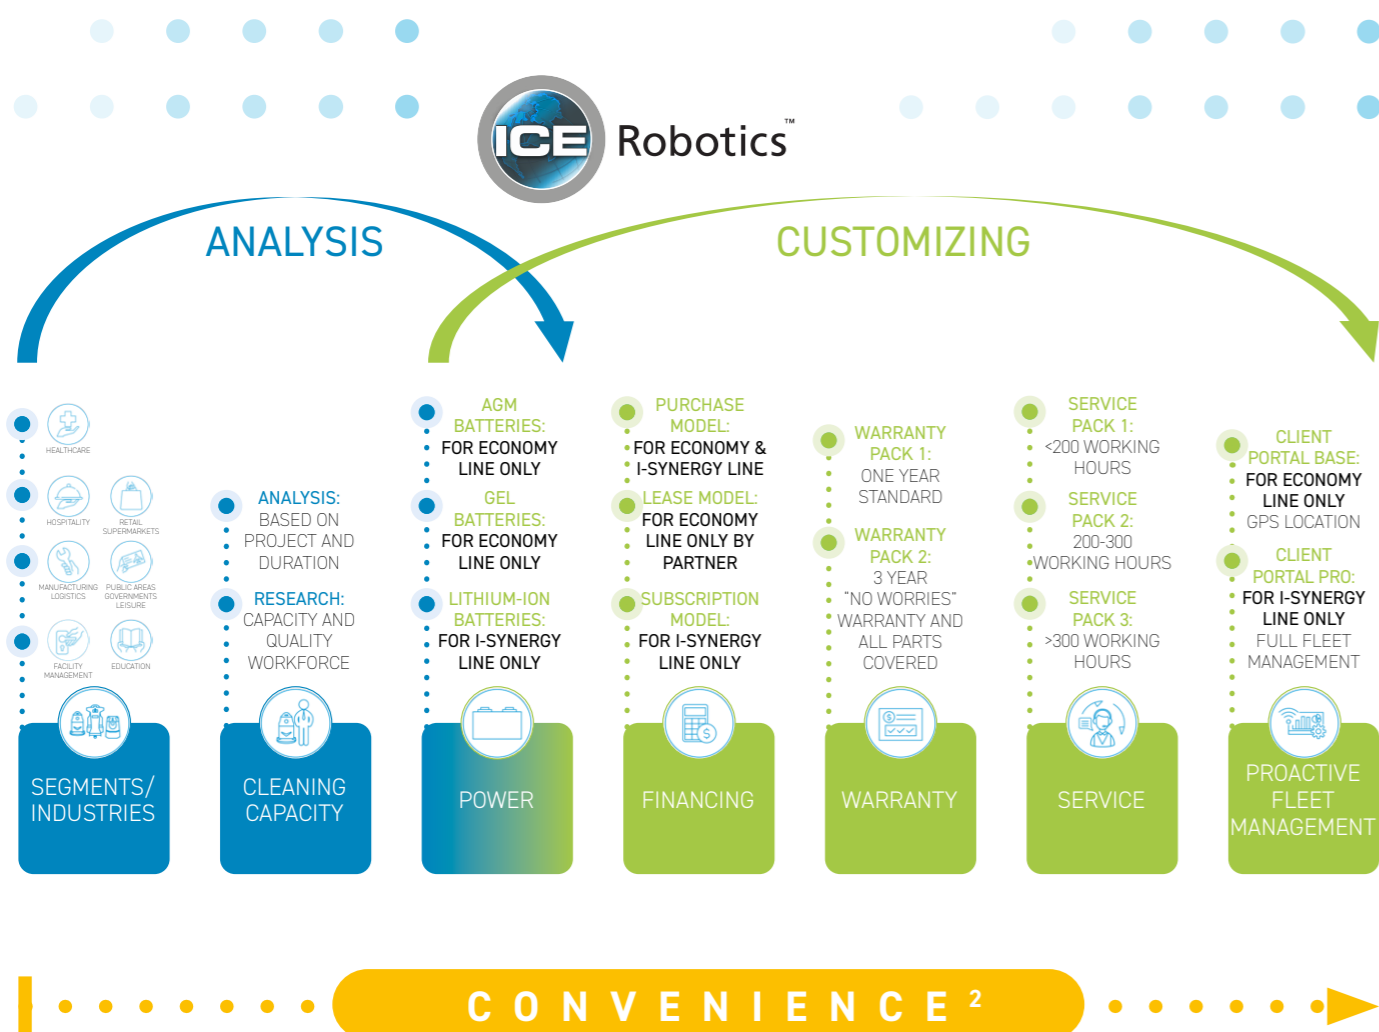 ICE Robotics™
ANALYSIS
CUSTOMIZING
HEALTHCARE
HOSPITALITY
RETAIL
SUPERMARKETS
MANUFACTURING
LOGISTICS
PUBLIC AREAS
GOVERNMENTS
LEISURE
FACILITY
MANAGEMENT
EDUCATION
SEGMENTS/
INDUSTRIES
ANALYSIS:
BASED ON
PROJECT AND
DURATION
RESEARCH:
CAPACITY AND
QUALITY
WORKFORCE
CLEANING
CAPACITY
AGM
BATTERIES:
FOR ECONOMY
LINE ONLY
GEL
BATTERIES:
FOR ECONOMY
LINE ONLY
LITHIUM-ION
BATTERIES:
FOR I-SYNERGY
LINE ONLY
POWER
PURCHASE
MODEL:
FOR ECONOMY &
I-SYNERGY LINE
LEASE MODEL:
FOR ECONOMY
LINE ONLY BY
PARTNER
SUBSCRIPTION
MODEL:
FOR I-SYNERGY
LINE ONLY
FINANCING
WARRANTY
PACK 1:
ONE YEAR
STANDARD
WARRANTY
PACK 2:
3 YEAR
“NO WORRIES”
WARRANTY AND
ALL PARTS
COVERED
WARRANTY
SERVICE
PACK 1:
<200 WORKING
HOURS
SERVICE
PACK 2:
200-300
WORKING HOURS
SERVICE
PACK 3:
>300 WORKING
HOURS
SERVICE
CLIENT
PORTAL BASE:
FOR ECONOMY
LINE ONLY
GPS LOCATION
CLIENT
PORTAL PRO:
FOR I-SYNERGY
LINE ONLY
FULL FLEET
MANAGEMENT
PROACTIVE
FLEET
MANAGEMENT
CONVENIENCE²